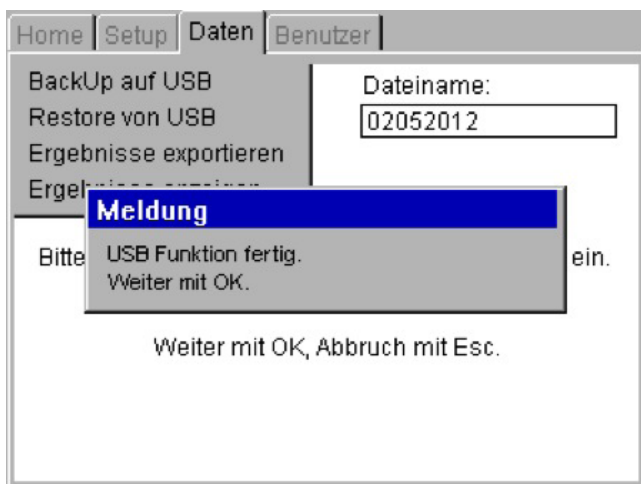 Home Setup Daten Benutzer
BackUp auf USB
Restore von USB
Ergebnisse exportieren
Dateiname:
02052012
Meldung
USB Funktion fertig.
Weiter mit OK.
Bitte
ein.
Weiter mit OK, Abbruch mit Esc.